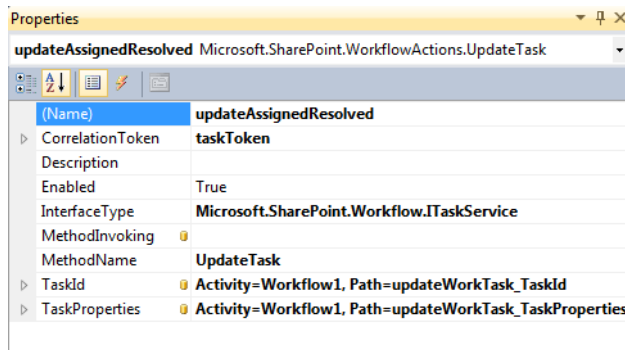 Properties
updateAssignedResolved Microsoft.SharePoint.WorkflowActions.UpdateTask
(Name) updateAssignedResolved
CorrelationToken taskToken
Description
Enabled True
InterfaceType Microsoft.SharePoint.Workflow.ITaskService
MethodInvoking
MethodName UpdateTask
TaskId Activity=Workflow1, Path=updateWorkTask_TaskId
TaskProperties Activity=Workflow1, Path=updateWorkTask_TaskProperties